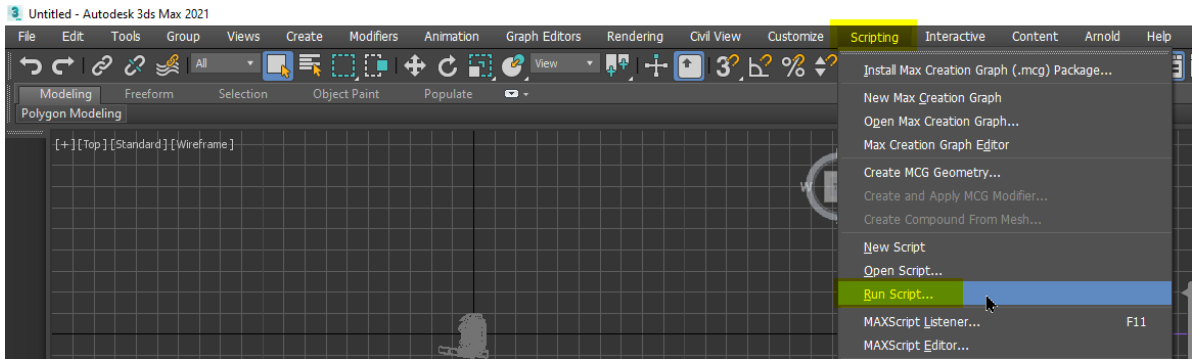 3 Untitled - Autodesk 3ds Max 2021
File Edit Tools Group Views Create Modifiers Animation Graph Editors Rendering Civil View Customize Scripting Interactive Content Arnold Help
All View 3
Modeling Freeform Selection Object Paint Populate
Polygon Modeling
[+] [Top] [Standard] [Wireframe]
W
Install Max Creation Graph (.mcg) Package...
New Max Creation Graph
Open Max Creation Graph...
Max Creation Graph Editor
Create MCG Geometry...
Create and Apply MCG Modifier...
Create Compound From Mesh...
New Script
Open Script...
Run Script...
MAXScript Listener... F11
MAXScript Editor...